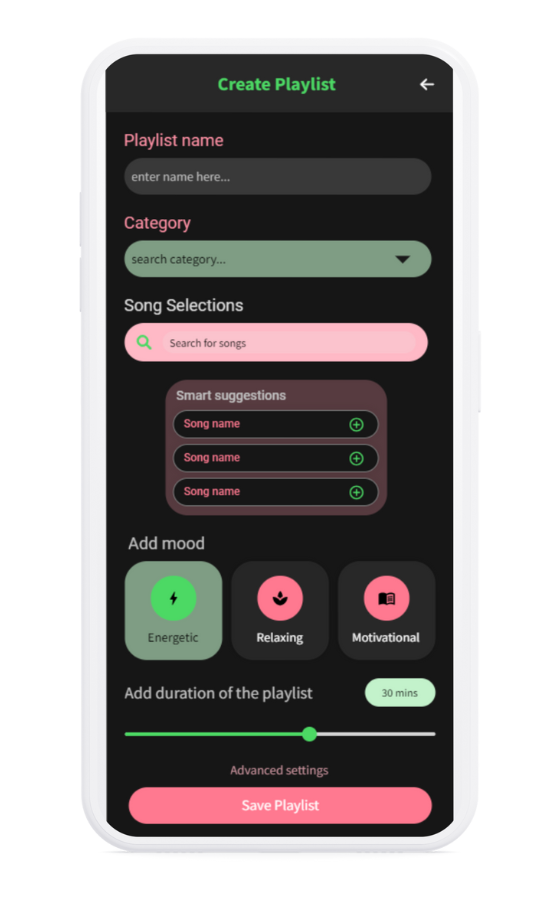 Create Playlist
Playlist name
enter name here...
Category
search category...
Song Selections
Search for songs
Smart suggestions
Song name
Song name
Song name
Add mood
Energetic Relaxing Motivational
Add duration of the playlist 30 mins
Advanced settings
Save Playlist